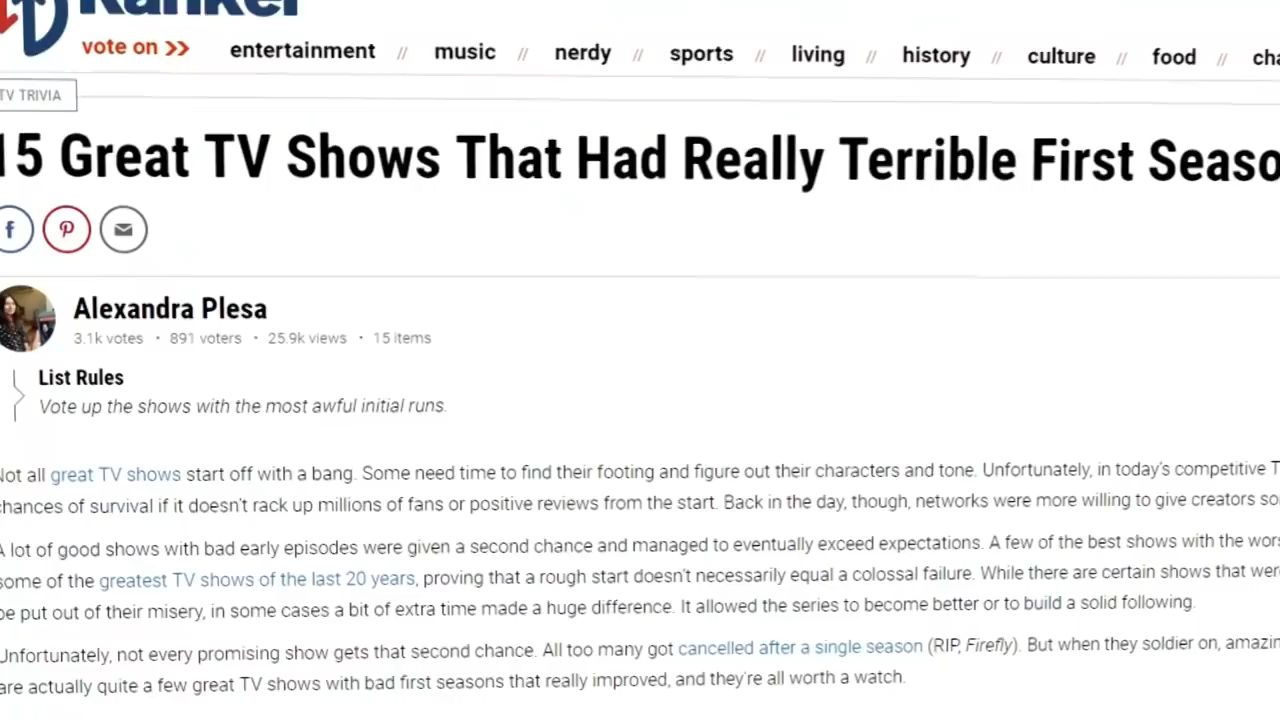 Ranker
vote on >> entertainment // music // nerdy // sports // living // history // culture // food // cha
TV TRIVIA
15 Great TV Shows That Had Really Terrible First Seaso
f
Alexandra Plesa
3.1k votes • 891 voters • 25.9k views • 15 items
List Rules
Vote up the shows with the most awful initial runs.
Not all great TV shows start off with a bang. Some need time to find their footing and figure out their characters and tone. Unfortunately, in today's competitive T
chances of survival if it doesn't rack up millions of fans or positive reviews from the start. Back in the day, though, networks were more willing to give creators so
A lot of good shows with bad early episodes were given a second chance and managed to eventually exceed expectations. A few of the best shows with the wors
some of the greatest TV shows of the last 20 years, proving that a rough start doesn't necessarily equal a colossal failure. While there are certain shows that were
be put out of their misery, in some cases a bit of extra time made a huge difference. It allowed the series to become better or to build a solid following.
Unfortunately, not every promising show gets that second chance. All too many got cancelled after a single season (RIP, Firefly). But when they soldier on, amazin
are actually quite a few great TV shows with bad first seasons that really improved, and they're all worth a watch.